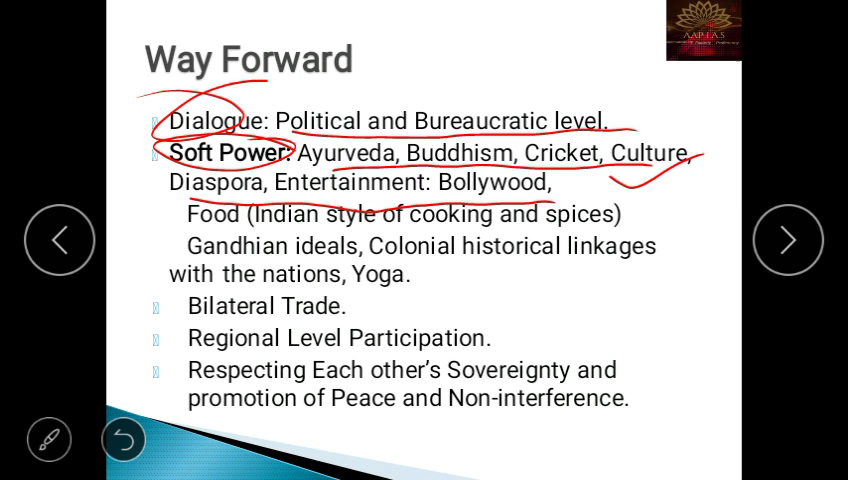 AAP I.A.S
Way Forward
Dialogue: Political and Bureaucratic level.
Soft Power: Ayurveda, Buddhism, Cricket, Culture,
Diaspora, Entertainment: Bollywood,
Food (Indian style of cooking and spices)
Gandhian ideals, Colonial historical linkages
with the nations, Yoga.
Bilateral Trade.
Regional Level Participation.
Respecting Each other's Sovereignty and
promotion of Peace and Non-interference.